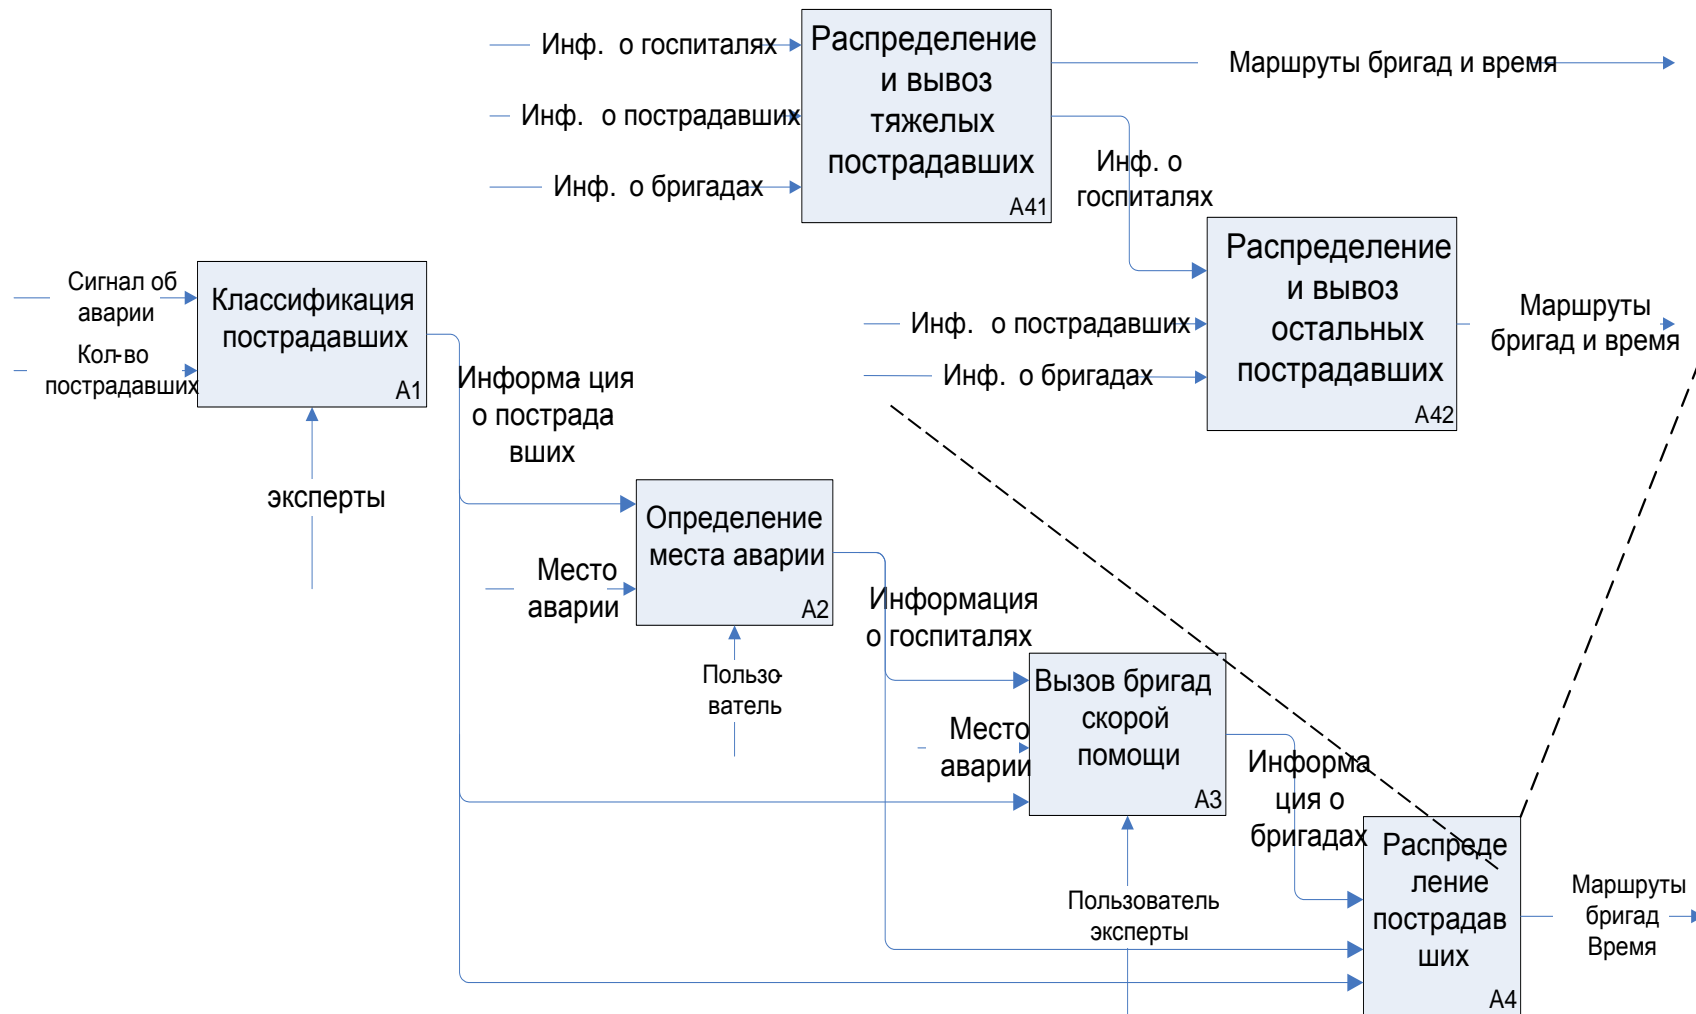 Инф. о госпиталях
Инф. о пострадавших
Инф. о бригадах
Распределение
и вывоз
тяжелых
пострадавших
A41
Маршруты бригад и время
Инф. о
госпиталях
Распределение
и вывоз
остальных
пострадавших
A42
Инф. о пострадавших
Инф. о бригадах
Маршруты
бригад и время
Сигнал об
аварии
Кол-во
пострадавших
Классификация
пострадавших
A1
эксперты
Информа ция
о пострада
вших
Определение
места аварии
A2
Место
аварии
Пользо-
ватель
Информация
о госпиталях
Вызов бригад
скорой
помощи
A3
Место
аварии
Пользователь
эксперты
Информа
ция о
бригадах
Распреде
ление
пострадав
ших
A4
Маршруты
бригад
Время